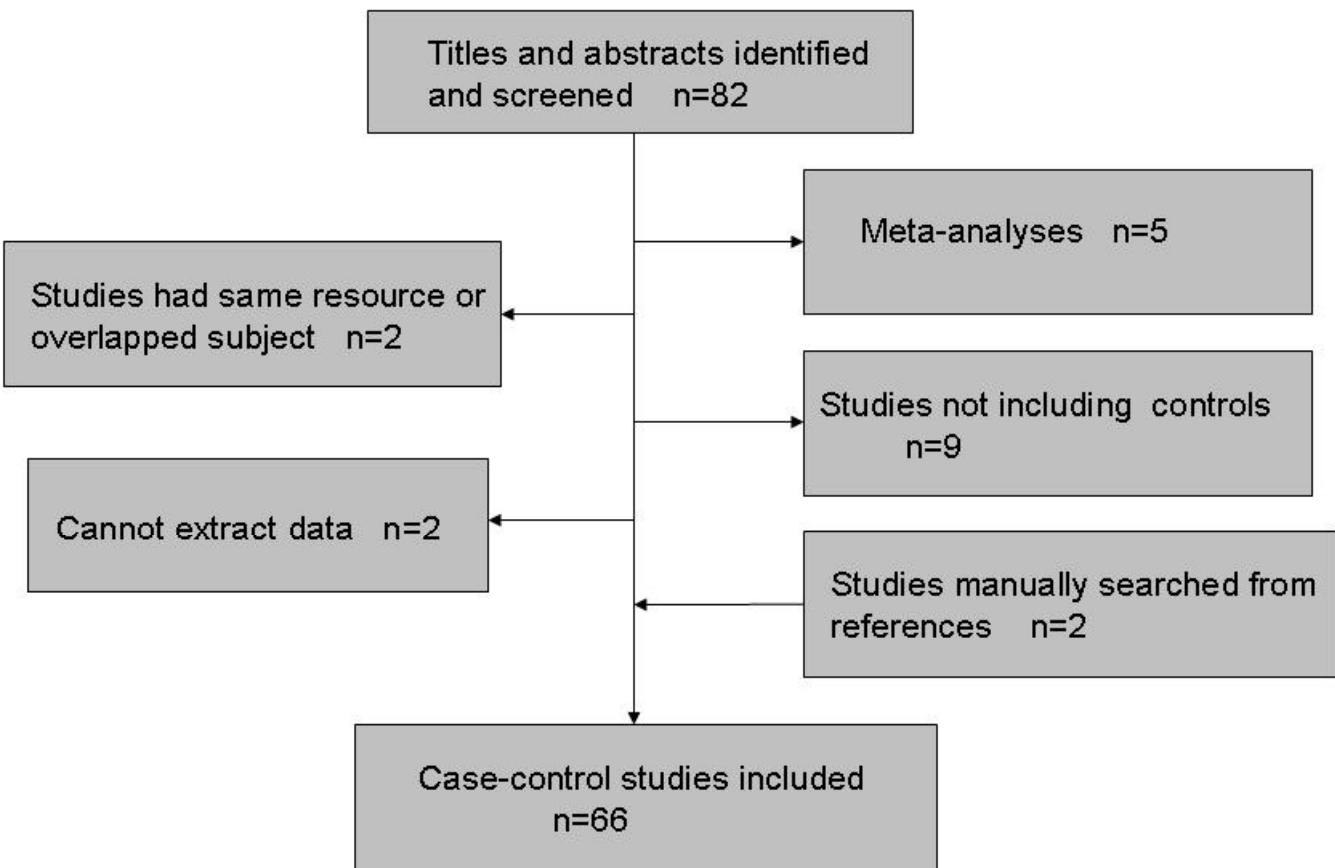 Titles and abstracts identified
and screened n=82
Meta-analyses n=5
Studies had same resource or
overlapped subject n=2
Studies not including controls
n=9
Cannot extract data n=2
Studies manually searched from
references n=2
Case-control studies included
n=66